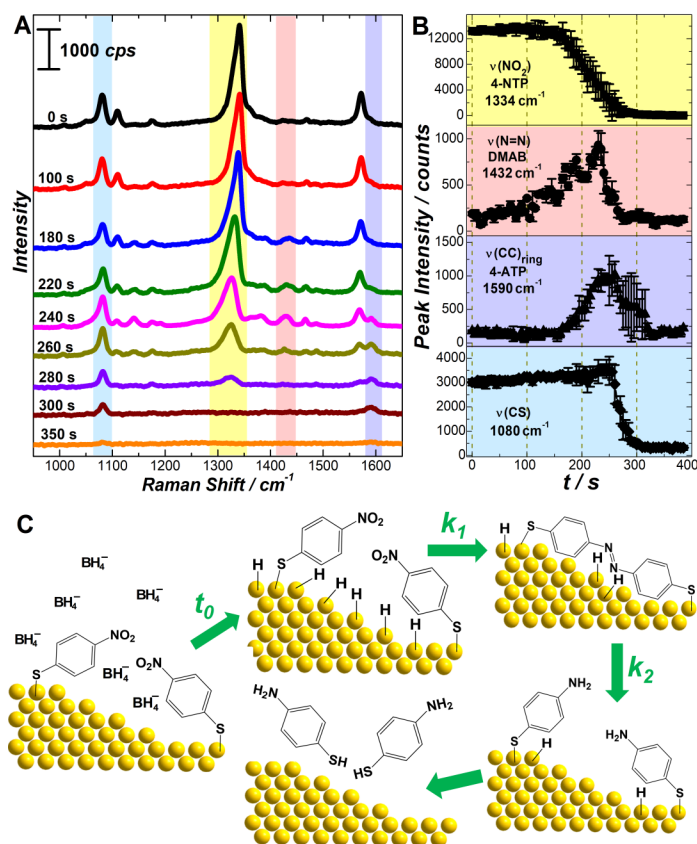 A
1000 cps
0 s
100 s
180 s
220 s
240 s
260 s
280 s
300 s
350 s
Intensity
1000 1100 1200 1300 1400 1500 1600
Raman Shift / cm⁻¹
B
12000
8000
4000
0
ν(NO₂)
4-NTP
1334 cm⁻¹
1000
750
500
250
0
ν(N=N)
DMAB
1432 cm⁻¹
1500
1000
500
0
ν(CC)ring
4-ATP
1590 cm⁻¹
4000
3000
2000
1000
0
ν(CS)
1080 cm⁻¹
Peak Intensity / counts
0 100 200 300 400
t / s
C
BH₄⁻
BH₄⁻
BH₄⁻
BH₄⁻
BH₄⁻
BH₄⁻
BH₄⁻
NO₂
S
O₂N
S
t₀
NO₂
S
O₂N
S
H
H
H
H
H
H
k₁
H
S
N
N
H
H
S
k₂
NH₂
S
H
H₂N
S
H
H₂N
SH
NH₂
HS